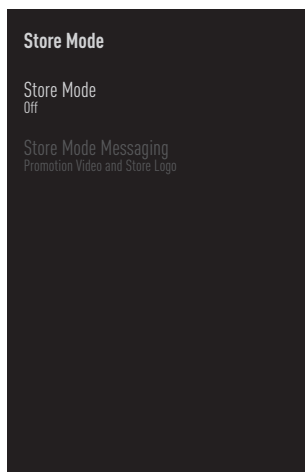 Store Mode
Store Mode
Off
Store Mode Messaging
Promotion Video and Store Logo